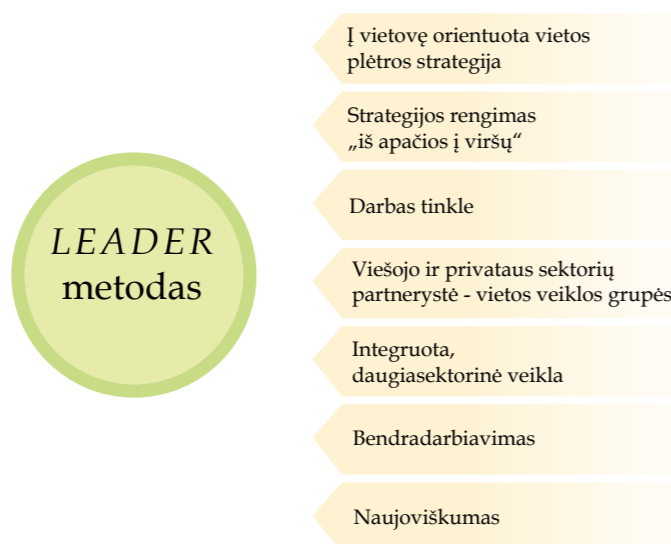 LEADER
metodas
Į vietovę orientuota vietos
plėtros strategija
Strategijos rengimas
„iš apačios į viršų“
Darbas tinkle
Viešojo ir privataus sektorių
partnerystė - vietos veiklos grupės
Integruota,
daugiasektorinė veikla
Bendradarbiavimas
Naujoviškumas